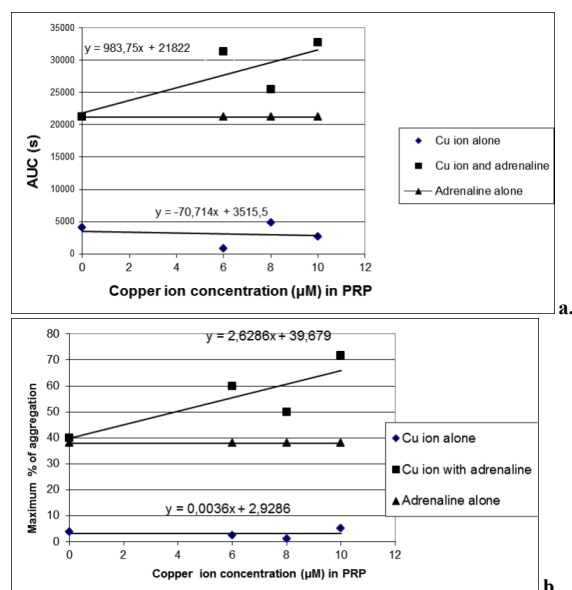 35000
30000
25000
20000
15000
10000
5000
0
AUC (s)
y = 983,75x + 21822
y = -70,714x + 3515,5
0 2 4 6 8 10 12
Copper ion concentration (µM) in PRP
Cu ion alone
Cu ion and adrenaline
Adrenaline alone
a.
80
70
60
50
40
30
20
10
0
Maximum % of aggregation
y = 2,6286x + 39,679
y = 0,0036x + 2,9286
0 2 4 6 8 10 12
Copper ion concentration (µM) in PRP
Cu ion alone
Cu ion with adrenaline
Adrenaline alone
b